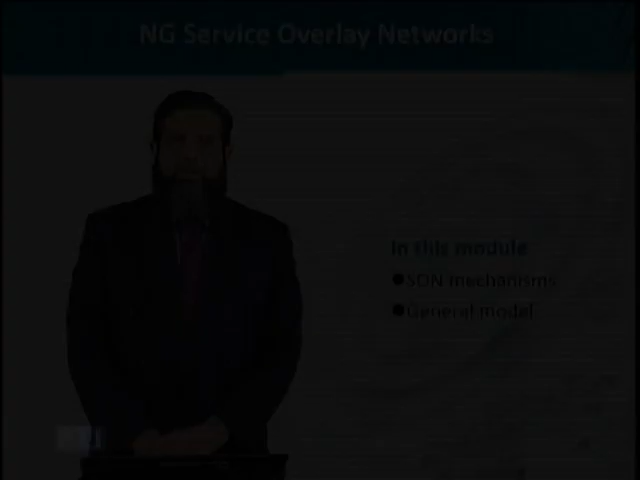 NG Service Overlay Networks
In this module
●SON mechanisms
●General model